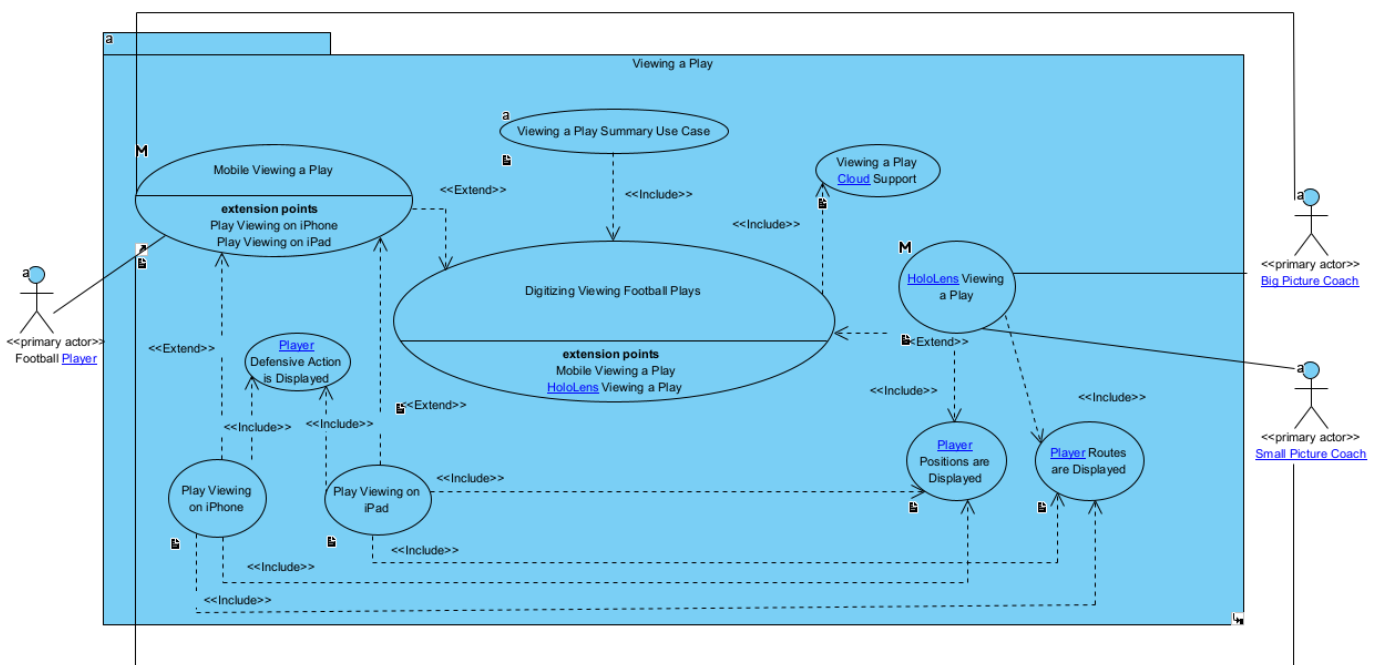 a
Viewing a Play
a
Viewing a Play Summary Use Case
M
Mobile Viewing a Play
extension points
Play Viewing on iPhone
Play Viewing on iPad
<<Extend>>
<<Include>>
Viewing a Play
Cloud Support
<<Include>>
a
<<primary actor>>
Big Picture Coach
M
HoloLens Viewing
a Play
Digitizing Viewing Football Plays
extension points
Mobile Viewing a Play
HoloLens Viewing a Play
<<Extend>>
a
<<primary actor>>
Football Player
<<Extend>>
Player
Defensive Action
is Displayed
<<Extend>>
<<Include>>
<<Include>>
<<Include>>
<<Include>>
a
<<primary actor>>
Small Picture Coach
Player
Positions are
Displayed
Player Routes
are Displayed
Play Viewing
on iPhone
Play Viewing on
iPad
<<Include>>
<<Include>>
<<Include>>
<<Include>>